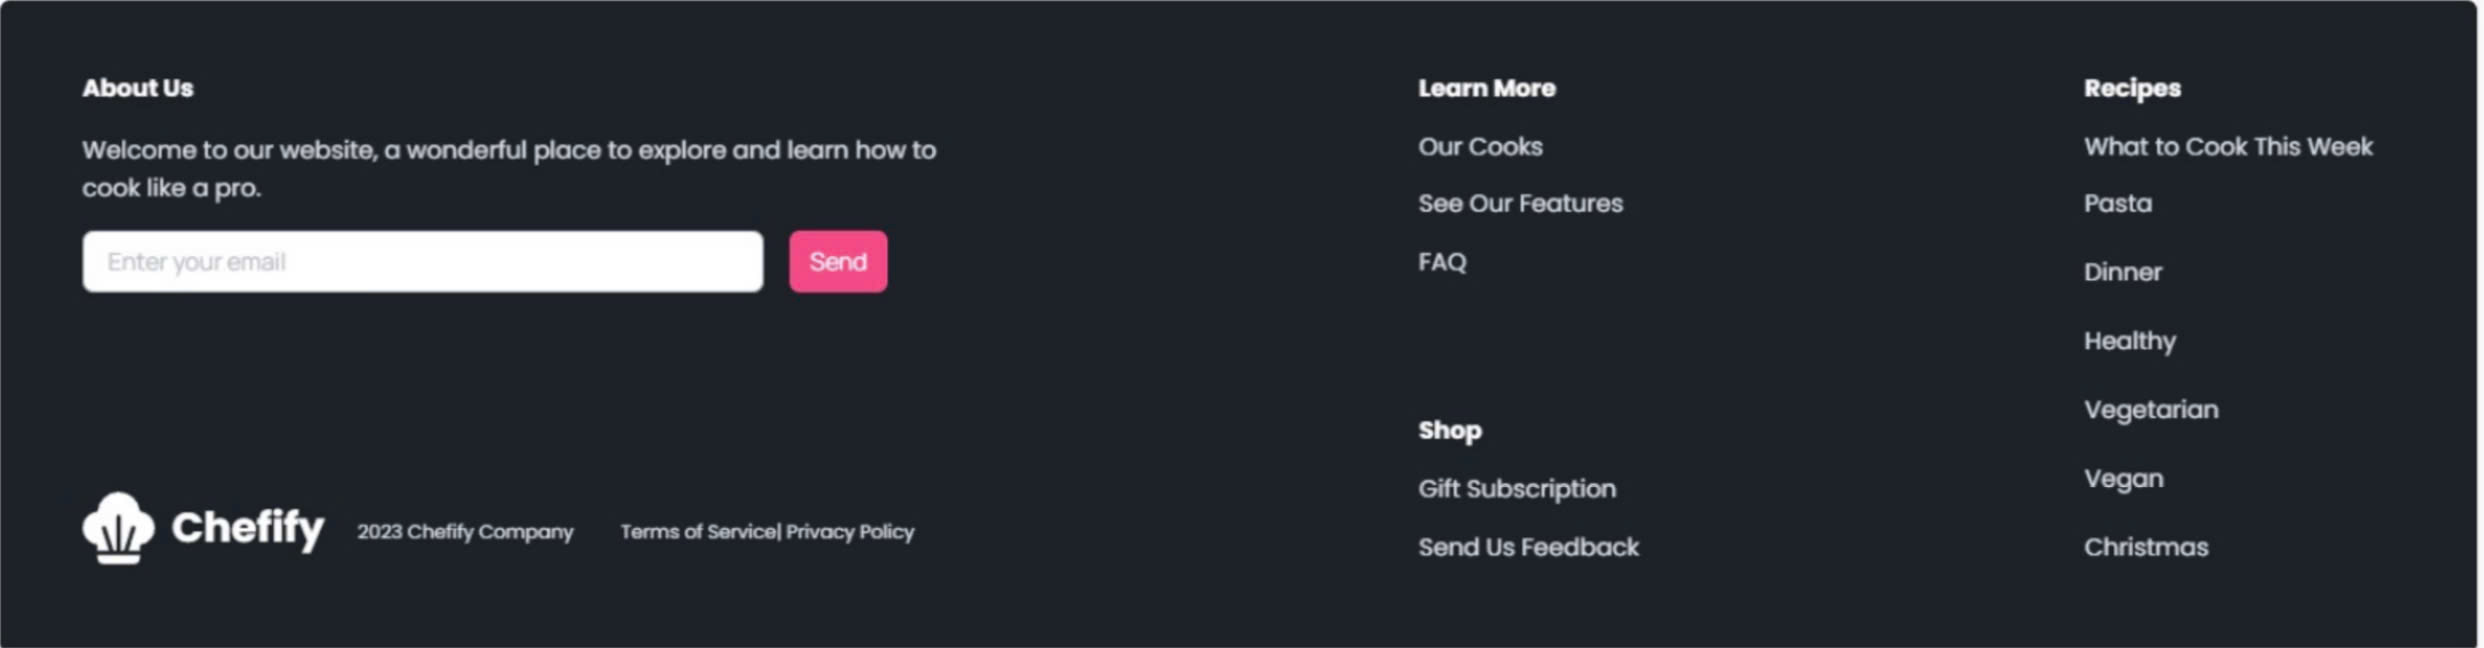 About Us
Welcome to our website, a wonderful place to explore and learn how to
cook like a pro.
Enter your email
Send
Chefify
2023 Chefify Company
Terms of Service| Privacy Policy
Learn More
Our Cooks
See Our Features
FAQ
Shop
Gift Subscription
Send Us Feedback
Recipes
What to Cook This Week
Pasta
Dinner
Healthy
Vegetarian
Vegan
Christmas